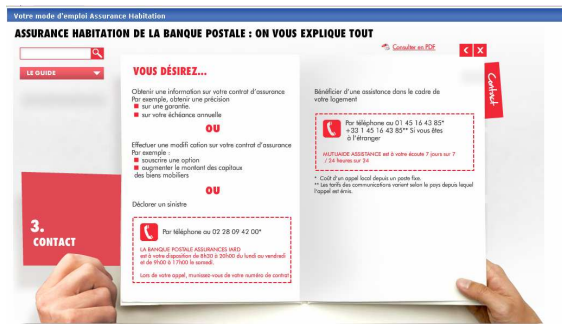 Votre mode d'emploi Assurance Habitation
ASSURANCE HABITATION DE LA BANQUE POSTALE : ON VOUS EXPLIQUE TOUT
Consulter en PDF
< X
LE GUIDE
Contact
VOUS DÉSIREZ...
Obtenir une information sur votre contrat d'assurance
Par exemple, obtenir une précision
sur une garantie.
sur votre échéance annuelle
OU
Effectuer une modifi cation sur votre contrat d'assurance
Par exemple :
souscrire une option
augmenter le montant des capitaux
des biens mobiliers
OU
Déclarer un sinistre
Par téléphone au 02 28 09 42 00*
LA BANQUE POSTALE ASSURANCES IARD
est à votre disposition de 8h30 à 20h00 du lundi au vendredi
et de 9h00 à 17h00 le samedi.
Lors de votre appel, munissez-vous de votre numéro de contrat
Bénéficier d'une assistance dans le cadre de
votre logement
Par téléphone au 01 45 16 43 85*
+33 1 45 16 43 85** Si vous êtes
à l'étranger
MUTUAIDE ASSISTANCE est à votre écoute 7 jours sur 7
/ 24 heures sur 24
* Coût d'un appel local depuis un poste fixe.
** Les tarifs des communications varient selon le pays depuis lequel
l'appel est émis.
3.
CONTACT